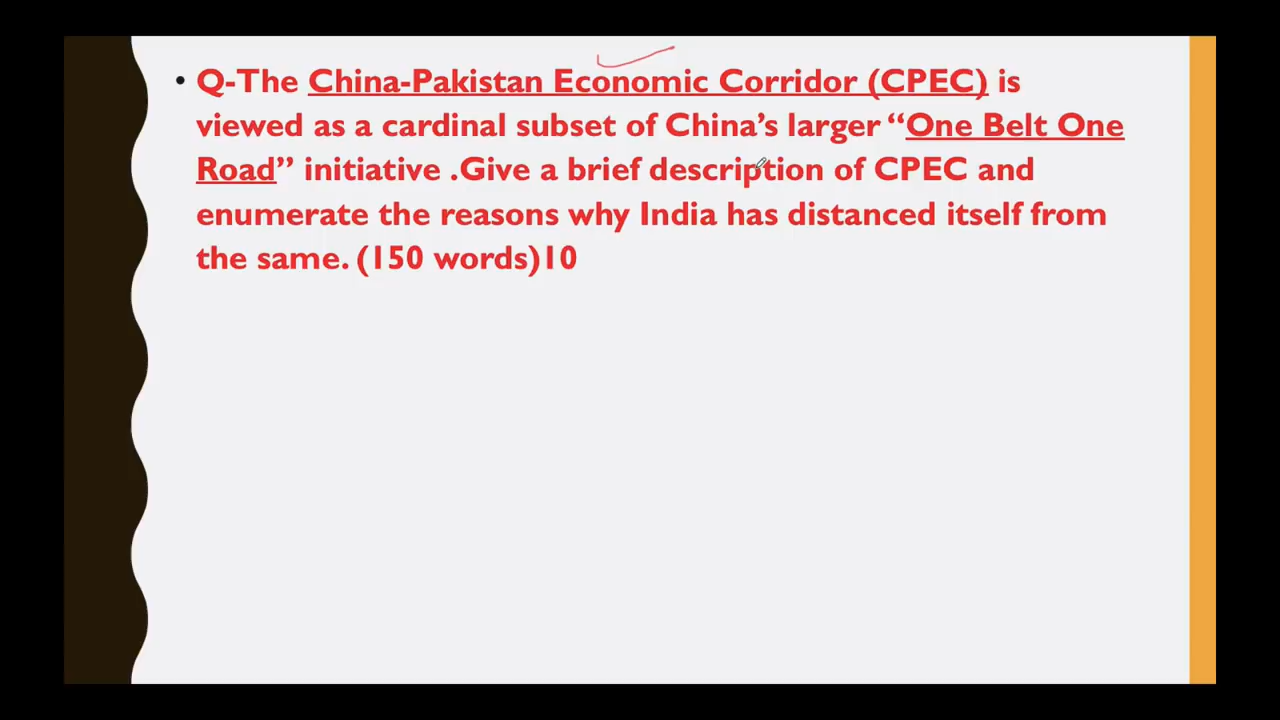 • Q-The China-Pakistan Economic Corridor (CPEC) is
viewed as a cardinal subset of China’s larger “One Belt One
Road” initiative .Give a brief description of CPEC and
enumerate the reasons why India has distanced itself from
the same. (150 words)10